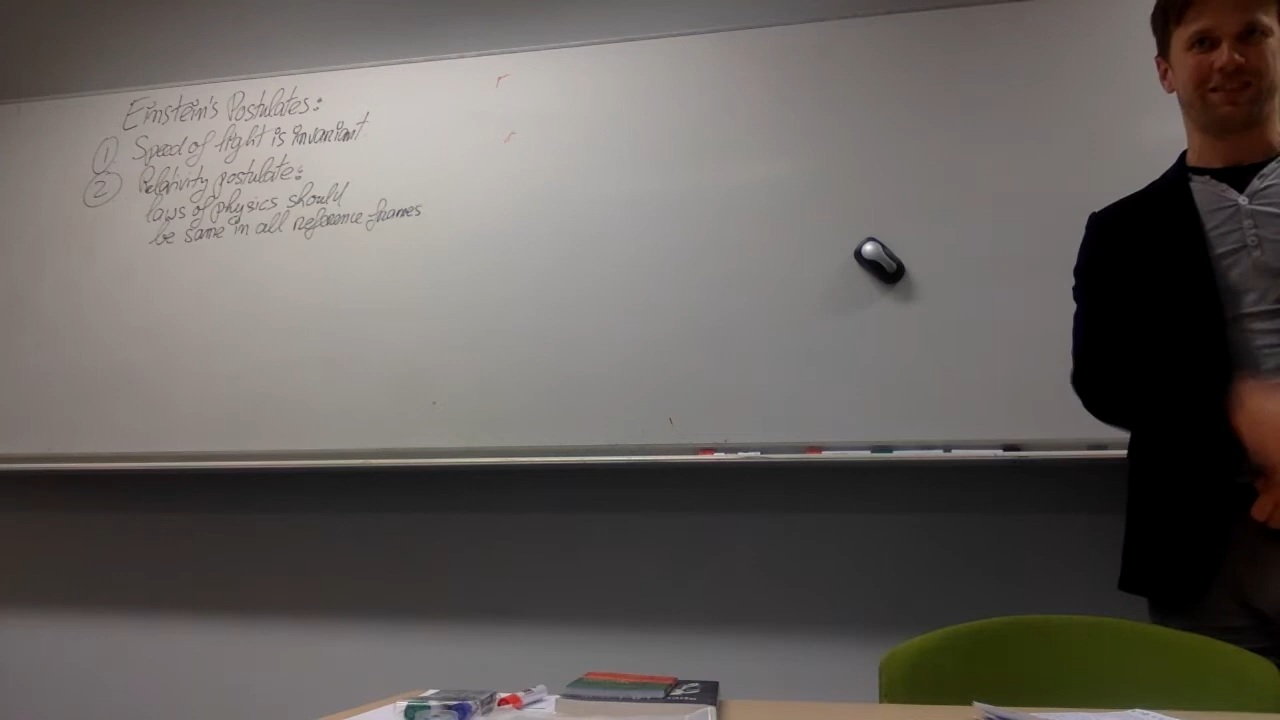 Einstein's Postulates:
1 Speed of light is invariant
2 Relativity postulate:
laws of physics should
be same in all reference frames